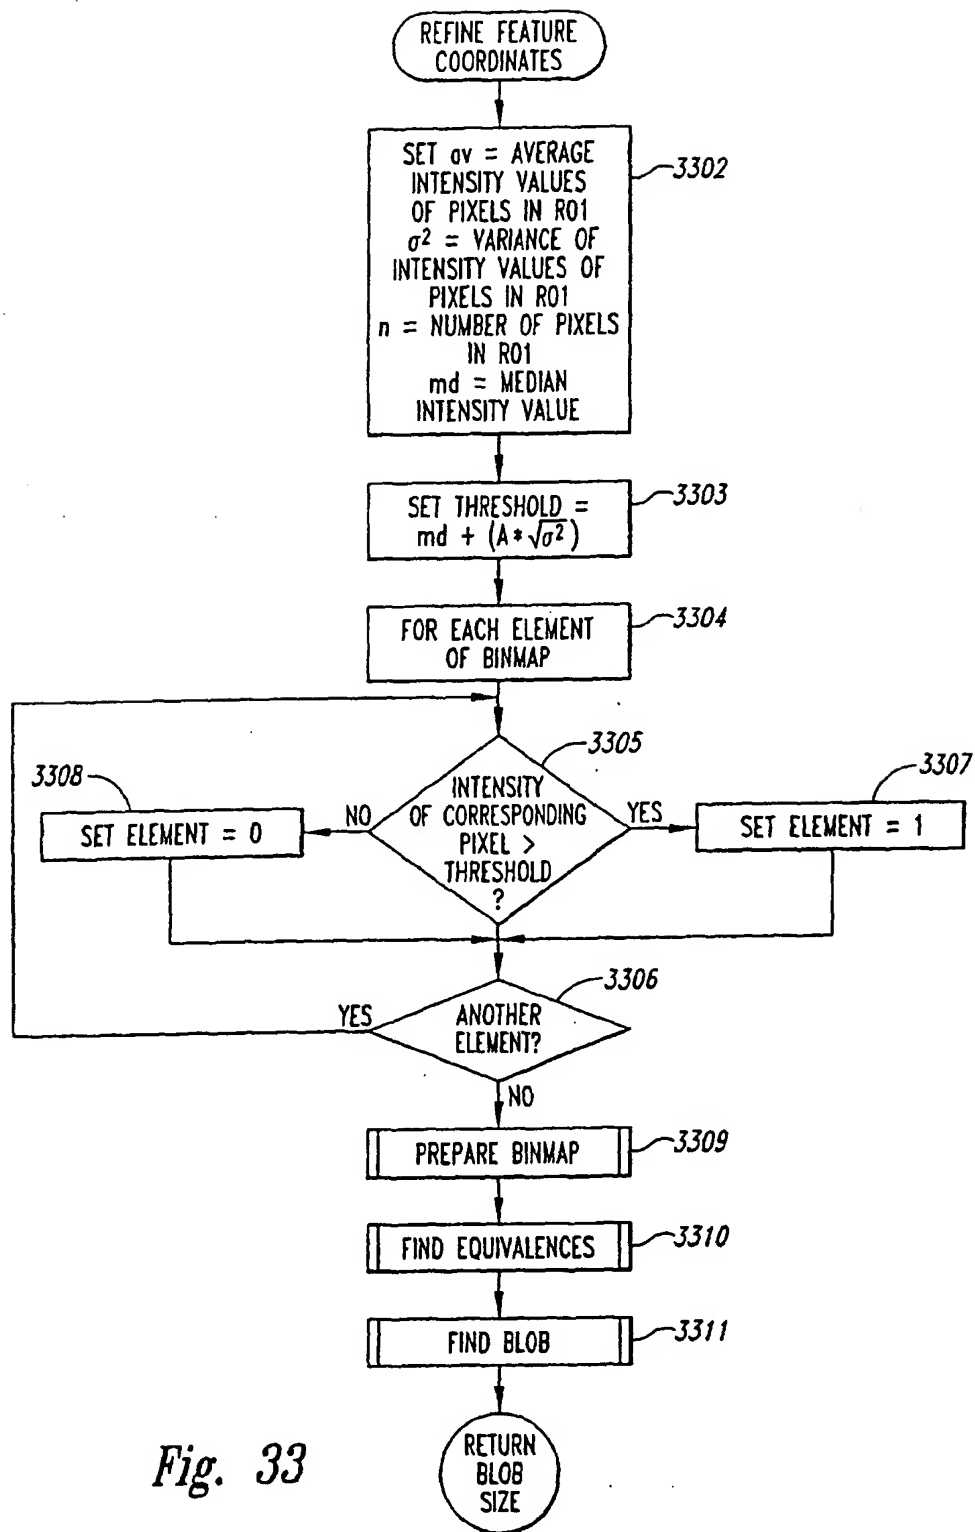 REFINE FEATURE
COORDINATES
SET av = AVERAGE
INTENSITY VALUES
OF PIXELS IN R01
σ² = VARIANCE OF
INTENSITY VALUES OF
PIXELS IN R01
n = NUMBER OF PIXELS
IN R01
md = MEDIAN
INTENSITY VALUE
3302
SET THRESHOLD =
md + (A*√σ²)
3303
FOR EACH ELEMENT
OF BINMAP
3304
3305
INTENSITY
OF CORRESPONDING
PIXEL >
THRESHOLD
?
NO
YES
3308
SET ELEMENT = 0
3307
SET ELEMENT = 1
3306
ANOTHER
ELEMENT?
YES
NO
PREPARE BINMAP
3309
FIND EQUIVALENCES
3310
FIND BLOB
3311
RETURN
BLOB
SIZE
Fig. 33